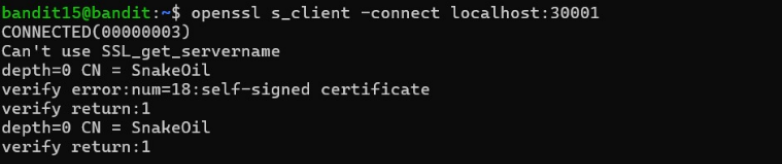 bandit15@bandit:~$ openssl s_client -connect localhost:30001
CONNECTED(00000003)
Can't use SSL_get_servername
depth=0 CN = SnakeOil
verify error:num=18:self-signed certificate
verify return:1
depth=0 CN = SnakeOil
verify return:1